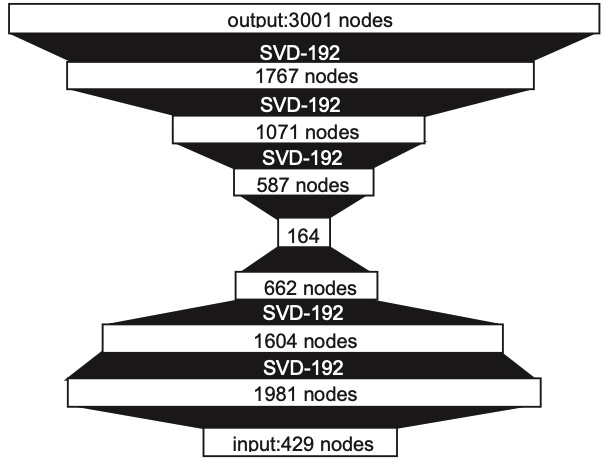 output:3001 nodes
SVD-192
1767 nodes
SVD-192
1071 nodes
SVD-192
587 nodes
164
662 nodes
SVD-192
1604 nodes
SVD-192
1981 nodes
input:429 nodes